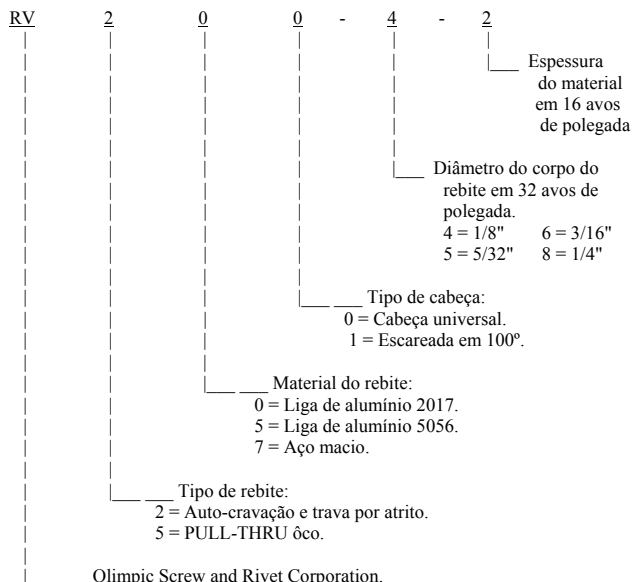 RV 2 0 0 - 4 - 2
Espessura
do material
em 16 avos
de polegada
Diâmetro do corpo do
rebite em 32 avos de
polegada.
4 = 1/8" 6 = 3/16"
5 = 5/32" 8 = 1/4"
Tipo de cabeça:
0 = Cabeça universal.
1 = Escareada em 100º.
Material do rebite:
0 = Liga de alumínio 2017.
5 = Liga de alumínio 5056.
7 = Aço macio.
Tipo de rebite:
2 = Auto-cravação e trava por atrito.
5 = PULL-THRU ôco.
Olimpic Screw and Rivet Corporation.